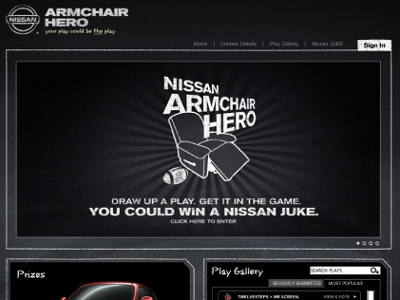 NISSAN
ARMCHAIR
HERO
your play could be the play
Home | Contest Details | Play Gallery | Nissan JUKE
Sign In
NISSAN
ARMCHAIR
HERO
DRAW UP A PLAY. GET IT IN THE GAME.
YOU COULD WIN A NISSAN JUKE.
CLICK HERE TO ENTER
Prizes
Play Gallery
SEARCH PLAYS
RECENTLY SUBMITTED
MOST POPULAR
TWELVESTEPS > HB SCREEN
VIEW & VOTE